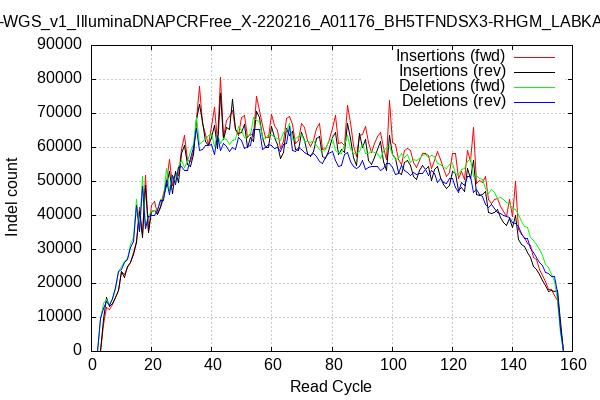 -WGS_v1_IlluminaDNAPCRFree_X-220216_A01176_BH5TFNDSX3-RHGM_LABKA
90000
80000
70000
60000
50000
40000
30000
20000
10000
0
Indel count
Insertions (fwd)
Insertions (rev)
Deletions (fwd)
Deletions (rev)
0 20 40 60 80 100 120 140 160
Read Cycle